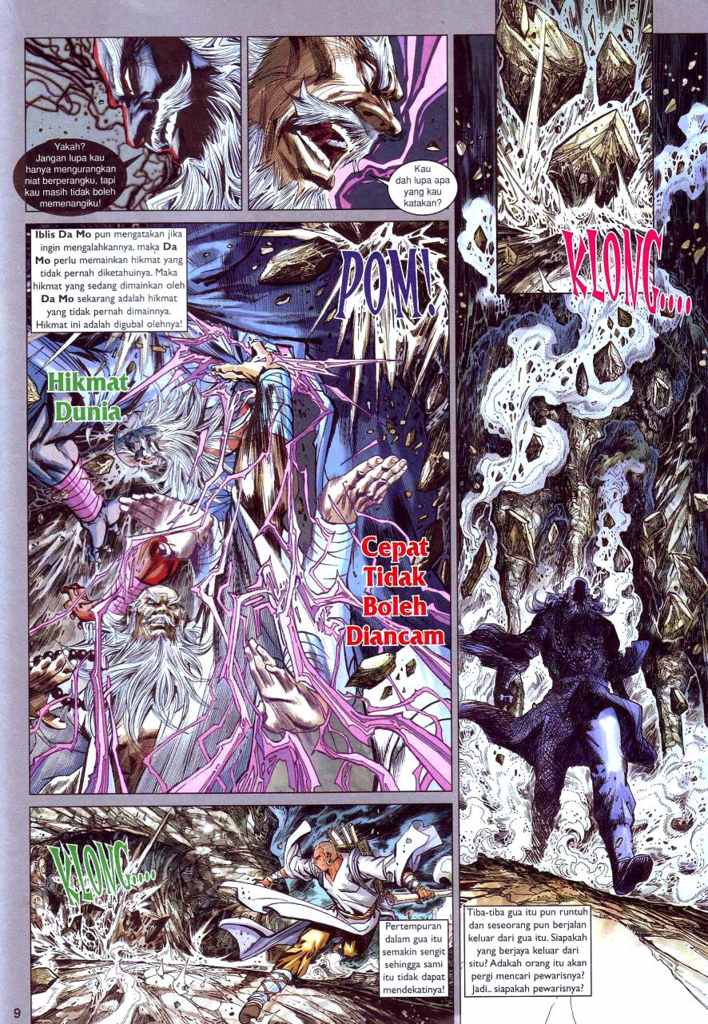 Yakah?
Jangan lupa kau
hanya mengurangkan
niat berperangku, tapi
kau masih tidak boleh
memenangiku!
Kau
dah lupa apa
yang kau
katakan?
Iblis Da Mo pun mengatakan jika
ingin mengalahkannya, maka Da
Mo perlu memainkan hikmat yang
tidak pernah diketahuinya. Maka
hikmat yang sedang dimainkan oleh
Da Mo sekarang adalah hikmat
yang tidak pernah dimainnya.
Hikmat ini adalah digubal olehnya!
POM!
Hikmat
Dunia
Cepat
Tidak
Boleh
Diancam
KLONG....
KLONG....
Pertempuran
dalam gua itu
semakin sengit
sehingga sami
itu tidak dapat
mendekatinya!
Tiba-tiba gua itu pun runtuh
dan seseorang pun berjalan
keluar dari gua itu. Siapakah
yang berjaya keluar dari
situ? Adakah orang itu akan
pergi mencari pewarisnya?
Jadi.. siapakah pewarisnya?
9